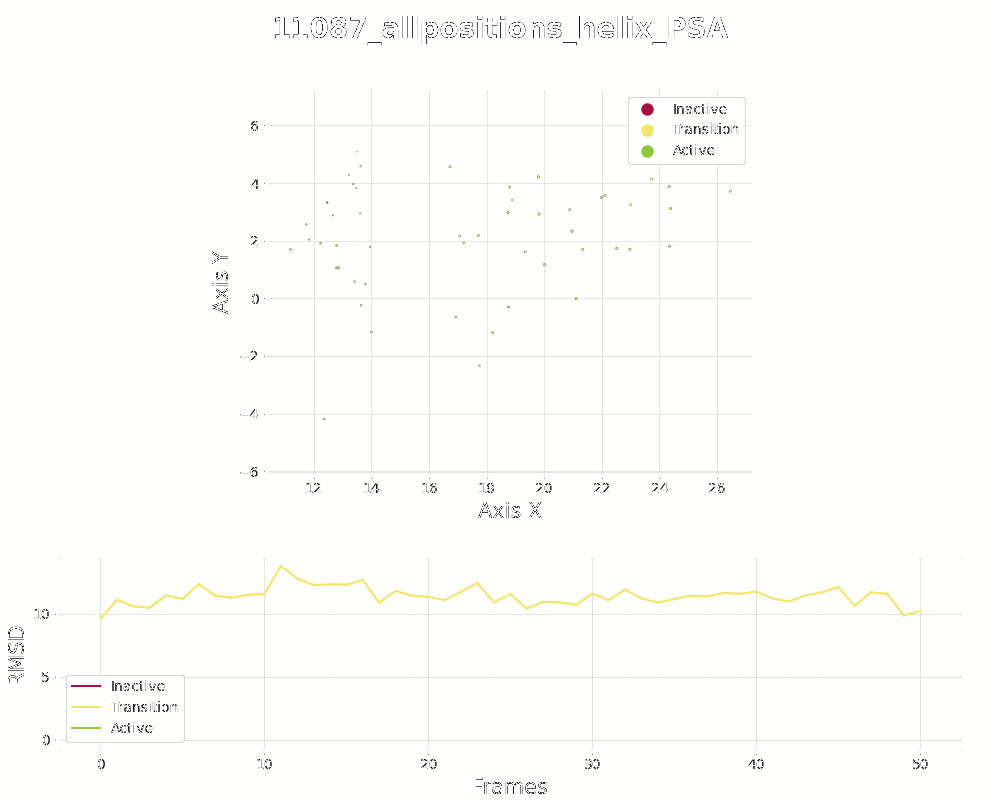 11087_allpositions_helix_PSA
Inactive
Transition
Active
6
4
2
0
−2
−4
−6
Axis Y
12 14 16 18 20 22 24 26
Axis X
10
5
0
RMSD
Inactive
Transition
Active
0 10 20 30 40 50
Frames